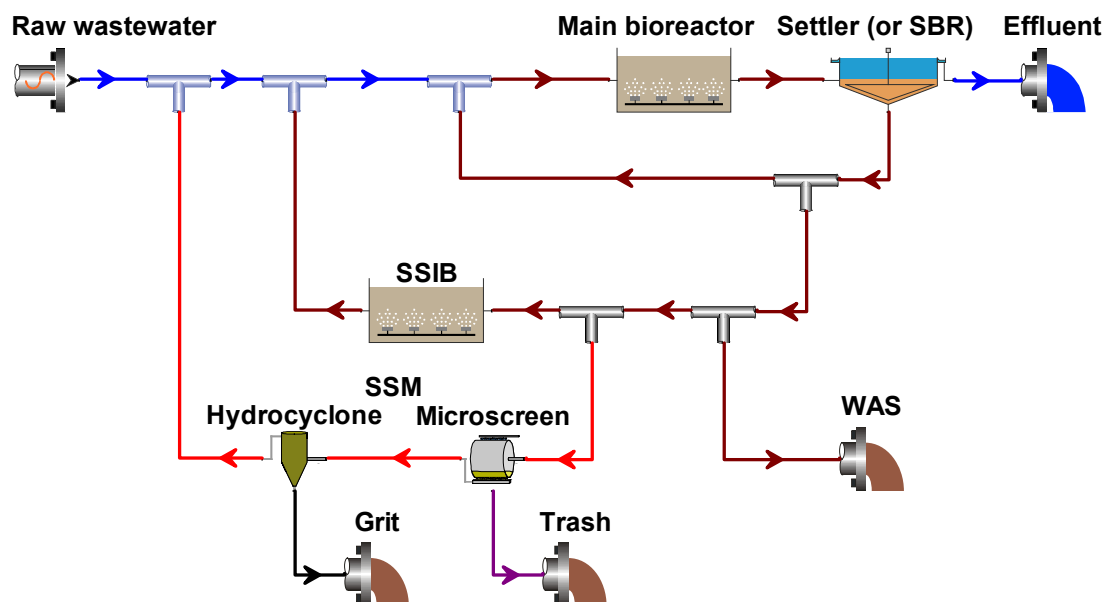 Raw wastewater
Main bioreactor
Settler (or SBR)
Effluent
SSIB
SSM
Hydrocyclone
Microscreen
WAS
Grit
Trash